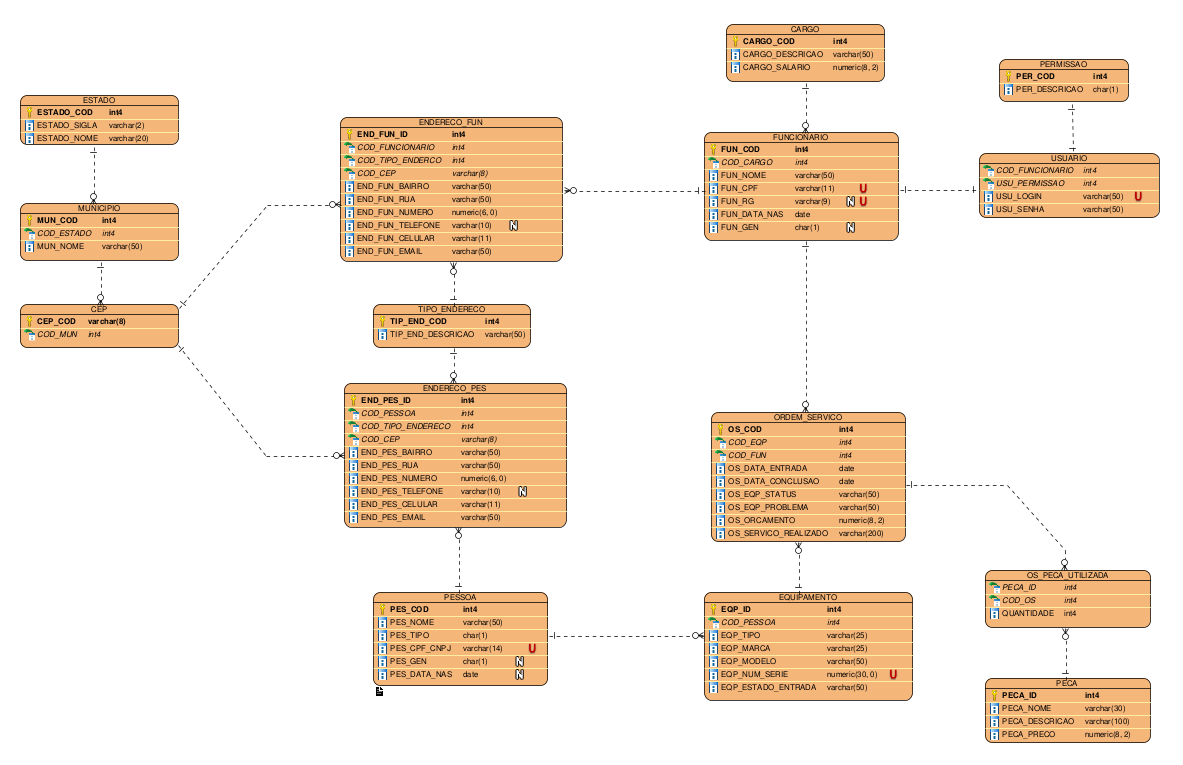 CARGO
CARGO_COD int4
CARGO_DESCRICAO varchar(50)
CARGO_SALARIO numeric(8, 2)
PERMISSAO
PER_COD int4
PER_DESCRICAO char(1)
ESTADO
ESTADO_COD int4
ESTADO_SIGLA varchar(2)
ESTADO_NOME varchar(20)
ENDERECO_FUN
END_FUN_ID int4
COD_FUNCIONARIO int4
COD_TIPO_ENDERCO int4
COD_CEP varchar(8)
END_FUN_BAIRRO varchar(50)
END_FUN_RUA varchar(50)
END_FUN_NUMERO numeric(6, 0)
END_FUN_TELEFONE varchar(10) N
END_FUN_CELULAR varchar(11)
END_FUN_EMAIL varchar(50)
FUNCIONARIO
FUN_COD int4
COD_CARGO int4
FUN_NOME varchar(50)
FUN_CPF varchar(11) U
FUN_RG varchar(9) N U
FUN_DATA_NAS date
FUN_GEN char(1) N
USUARIO
COD_FUNCIONARIO int4
USU_PERMISSAO int4
USU_LOGIN varchar(50) U
USU_SENHA varchar(50)
MUNICIPIO
MUN_COD int4
COD_ESTADO int4
MUN_NOME varchar(50)
CEP
CEP_COD varchar(8)
COD_MUN int4
TIPO_ENDERECO
TIP_END_COD int4
TIP_END_DESCRICAO varchar(50)
ENDERECO_PES
END_PES_ID int4
COD_PESSOA int4
COD_TIPO_ENDERECO int4
COD_CEP varchar(8)
END_PES_BAIRRO varchar(50)
END_PES_RUA varchar(50)
END_PES_NUMERO numeric(6, 0)
END_PES_TELEFONE varchar(10) N
END_PES_CELULAR varchar(11)
END_PES_EMAIL varchar(50)
ORDEM_SERVICO
OS_COD int4
COD_EQP int4
COD_FUN int4
OS_DATA_ENTRADA date
OS_DATA_CONCLUSAO date
OS_EQP_STATUS varchar(50)
OS_EQP_PROBLEMA varchar(50)
OS_ORCAMENTO numeric(8, 2)
OS_SERVICO_REALIZADO varchar(200)
OS_PECA_UTILIZADA
PECA_ID int4
COD_OS int4
QUANTIDADE int4
PESSOA
PES_COD int4
PES_NOME varchar(50)
PES_TIPO char(1)
PES_CPF_CNPJ varchar(14) U
PES_GEN char(1) N
PES_DATA_NAS date N
EQUIPAMENTO
EQP_ID int4
COD_PESSOA int4
EQP_TIPO varchar(25)
EQP_MARCA varchar(25)
EQP_MODELO varchar(50)
EQP_NUM_SERIE numeric(30, 0) U
EQP_ESTADO_ENTRADA varchar(50)
PECA
PECA_ID int4
PECA_NOME varchar(30)
PECA_DESCRICAO varchar(100)
PECA_PRECO numeric(8, 2)